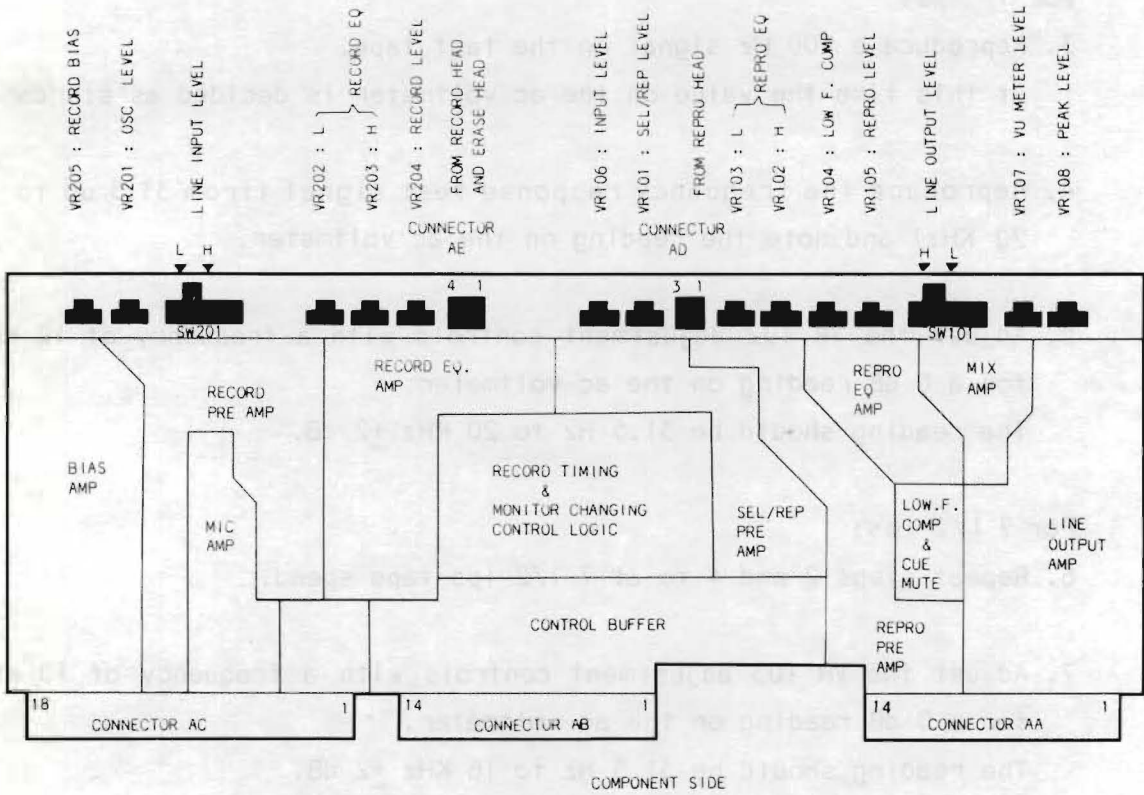 VR205 : RECORD BIAS
VR201 : OSC LEVEL
LINE INPUT LEVEL
L
H
VR202 : L
VR203 : H
RECORD EQ
VR204 : RECORD LEVEL
FROM RECORD HEAD
AND ERASE HEAD
CONNECTOR
AE
VR106 : INPUT LEVEL
VR101 : SEL/REP LEVEL
FROM REPRO HEAD
CONNECTOR
AD
VR103 : L
VR102 : H
REPRO EQ
VR104 : LOW COMP
VR105 : REPRO LEVEL
LINE OUTPUT LEVEL
H
L
VR107 : VU METER LEVEL
VR108 : PEAK LEVEL
4 1
3 1
SW201
SW101
BIAS
AMP
RECORD
PRE AMP
MIC
AMP
RECORD EQ.
AMP
RECORD TIMING
&
MONITOR CHANGING
CONTROL LOGIC
CONTROL BUFFER
SEL/REP
PRE
AMP
REPRO
EQ
AMP
MIX
AMP
LOW.F.
COMP
&
CUE
MUTE
LINE
OUTPUT
AMP
REPRO
PRE
AMP
18 CONNECTOR AC 1
14 CONNECTOR AB 1
14 CONNECTOR AA 1
COMPONENT SIDE